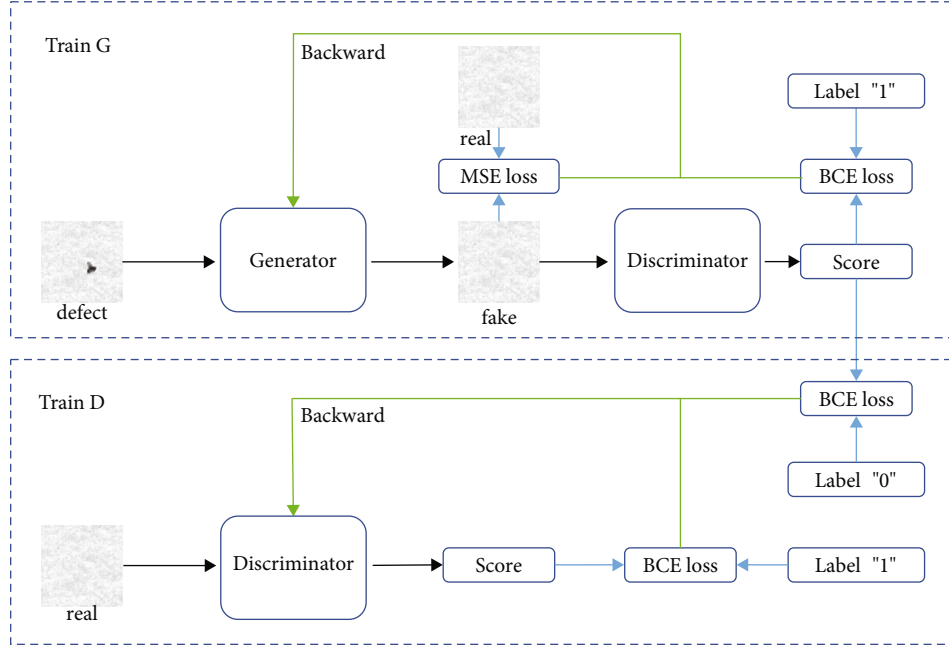 Train G
Backward
Label "1"
real
MSE loss
BCE loss
Generator
Discriminator
Score
defect
fake
Train D
BCE loss
Backward
Label "0"
Discriminator
Score
BCE loss
Label "1"
real